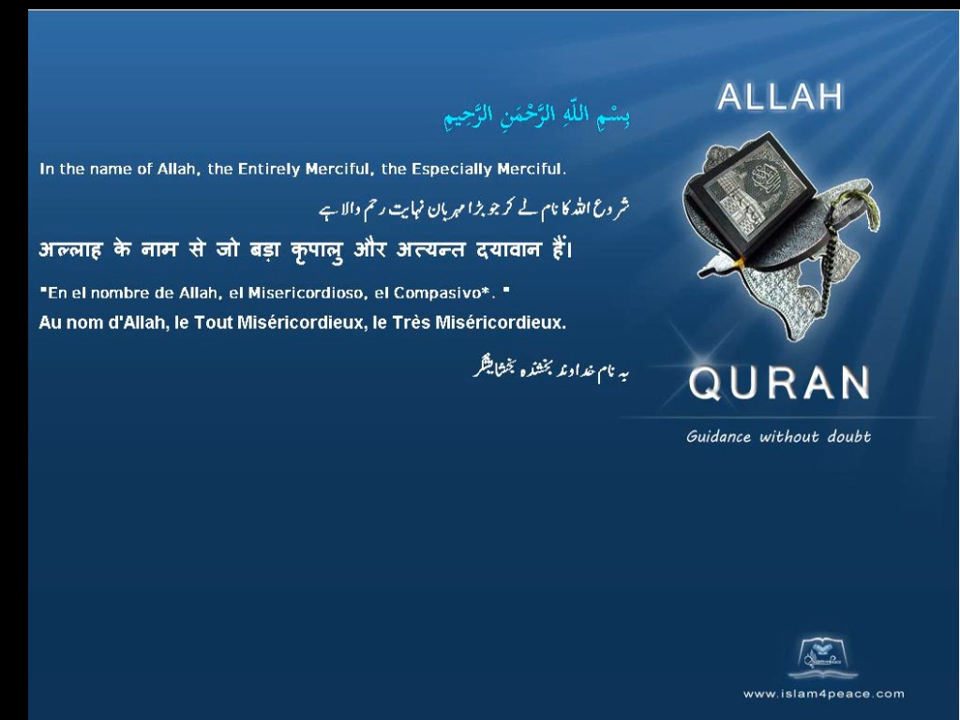 بِسْمِ اللَّهِ الرَّحْمَنِ الرَّحِيمِ
In the name of Allah, the Entirely Merciful, the Especially Merciful.
شروع الله کا نام لے کر جو بڑا مہربان نہایت رحم والا ہے
अल्लाह के नाम से जो बड़ा कृपालु और अत्यन्त दयावान हैं।
"En el nombre de Allah, el Misericordioso, el Compasivo*. "
Au nom d'Allah, le Tout Miséricordieux, le Très Miséricordieux.
به نام خداوند بخشنده بخشایشگر
ALLAH
QURAN
Guidance without doubt
www.islam4peace.com